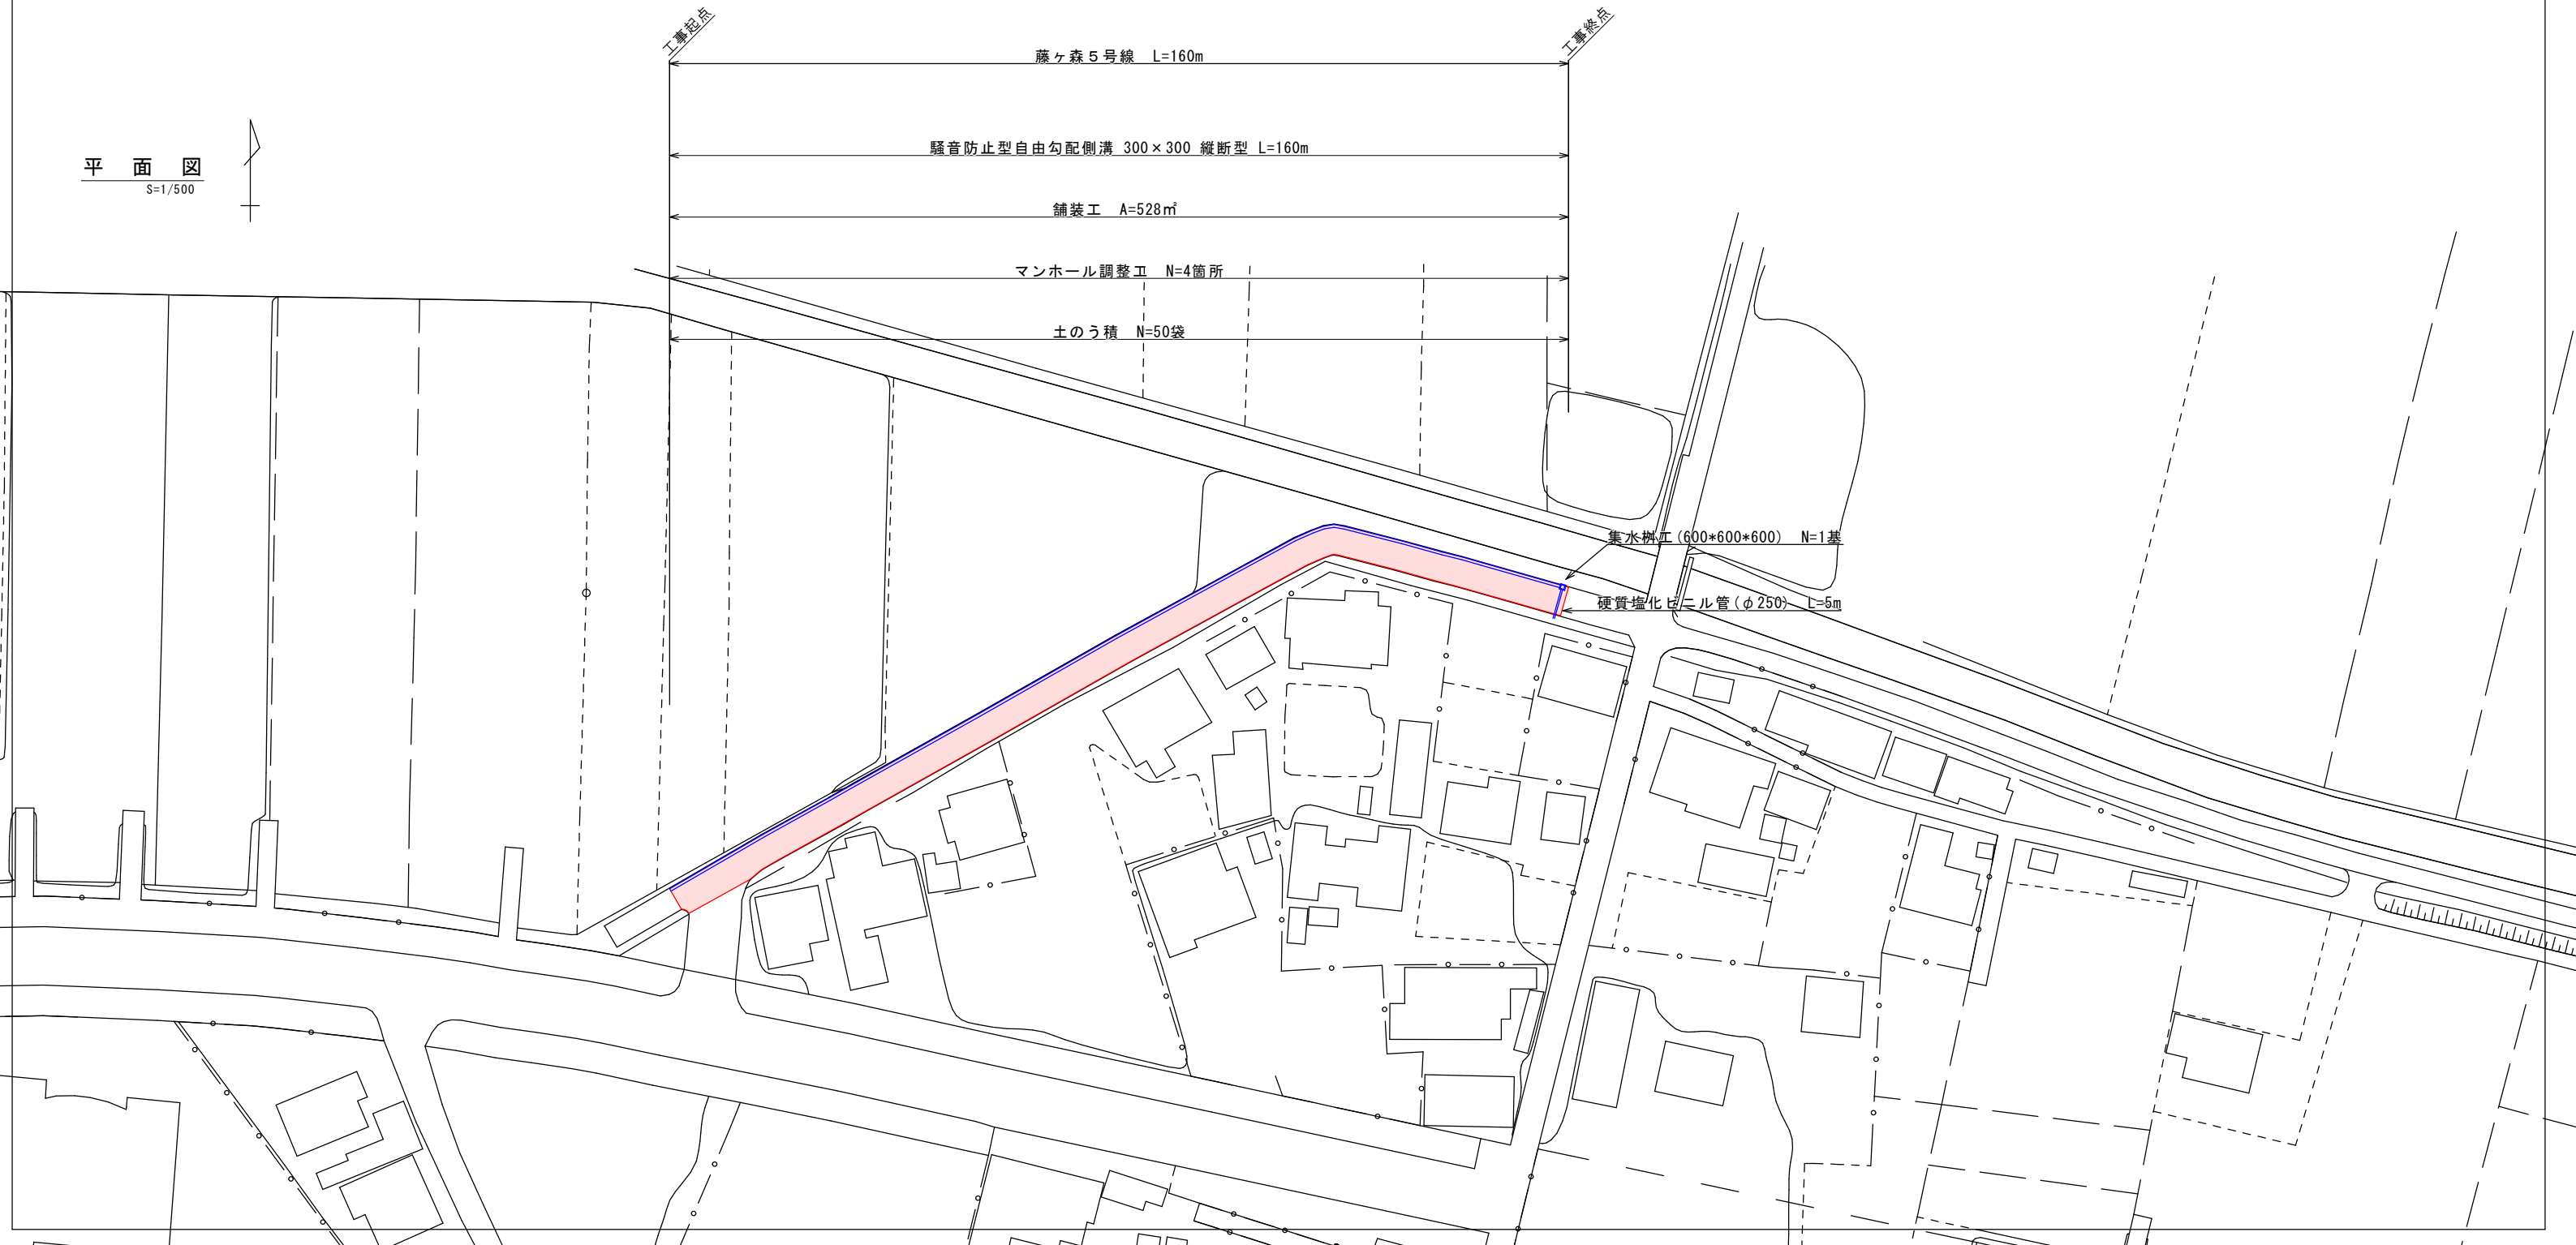 工事起点
工事終点
藤ヶ森5号線 L=160m
騒音防止型自由勾配側溝 300×300 縦断型 L=160m
平 面 図
S=1/500
舗装工 A=528㎡
マンホール調整工 N=4箇所
土のう積 N=50袋
集水桝工(600*600*600) N=1基
硬質塩化ビニル管(φ250) L=5m